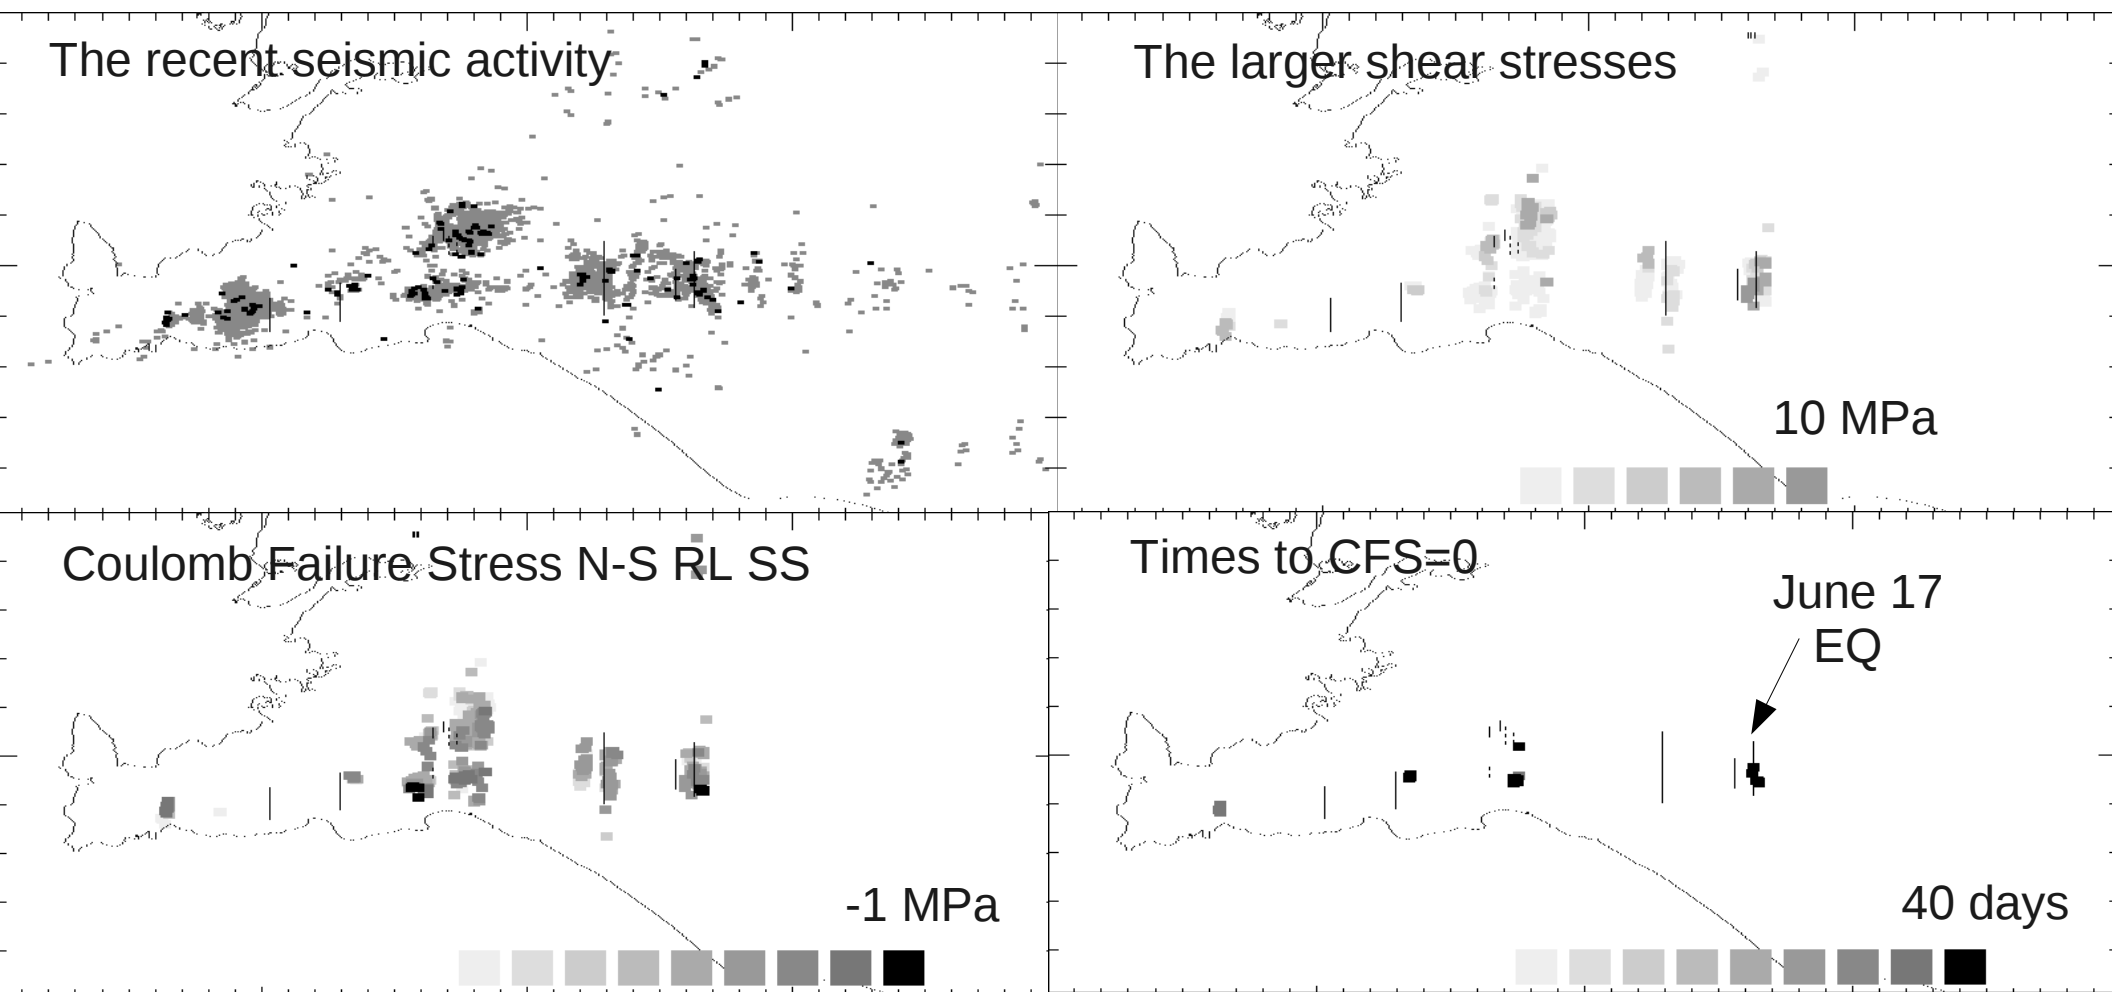 The recent seismic activity
The larger shear stresses
10 MPa
Coulomb Failure Stress N-S RL SS
-1 MPa
Times to CFS=0
June 17
EQ
40 days